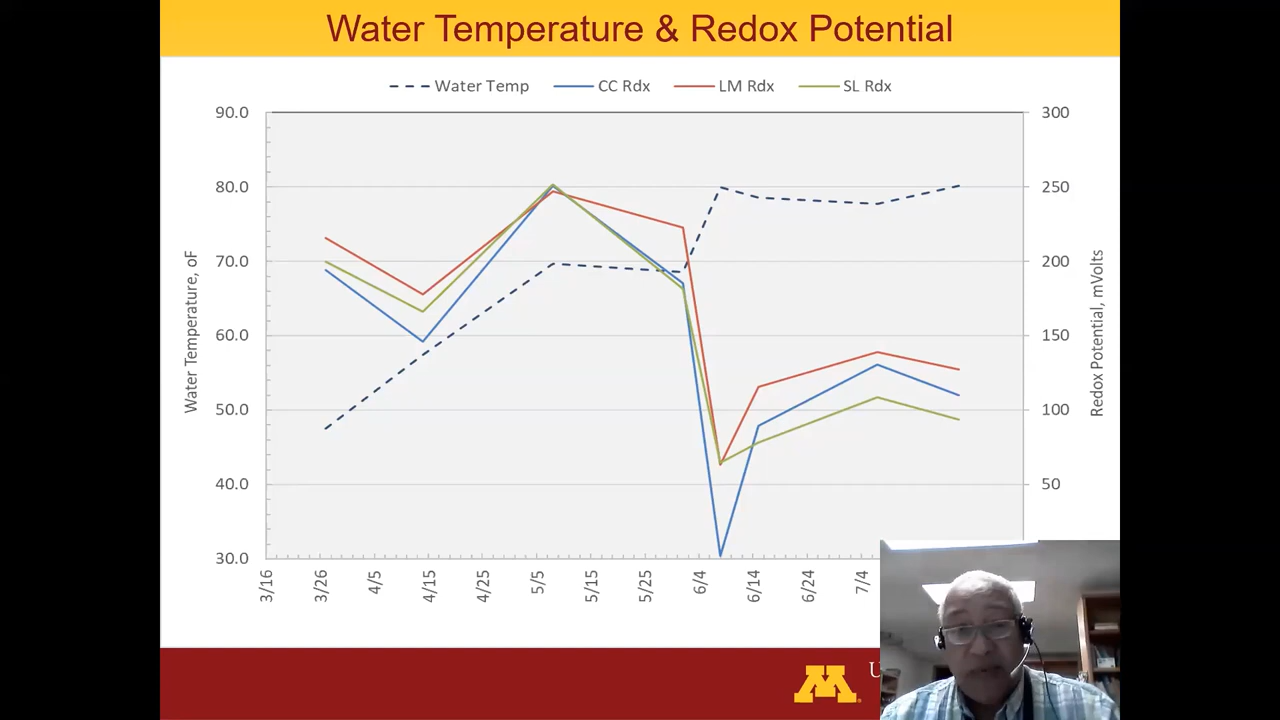 Water Temperature & Redox Potential
Water Temp CC Rdx LM Rdx SL Rdx
90.0 300
80.0 250
70.0 200
60.0 150
50.0 100
40.0 50
30.0
Water Temperature, oF
Redox Potential, mVolts
3/16 3/26 4/5 4/15 4/25 5/5 5/15 5/25 6/4 6/14 6/24 7/4
M
U